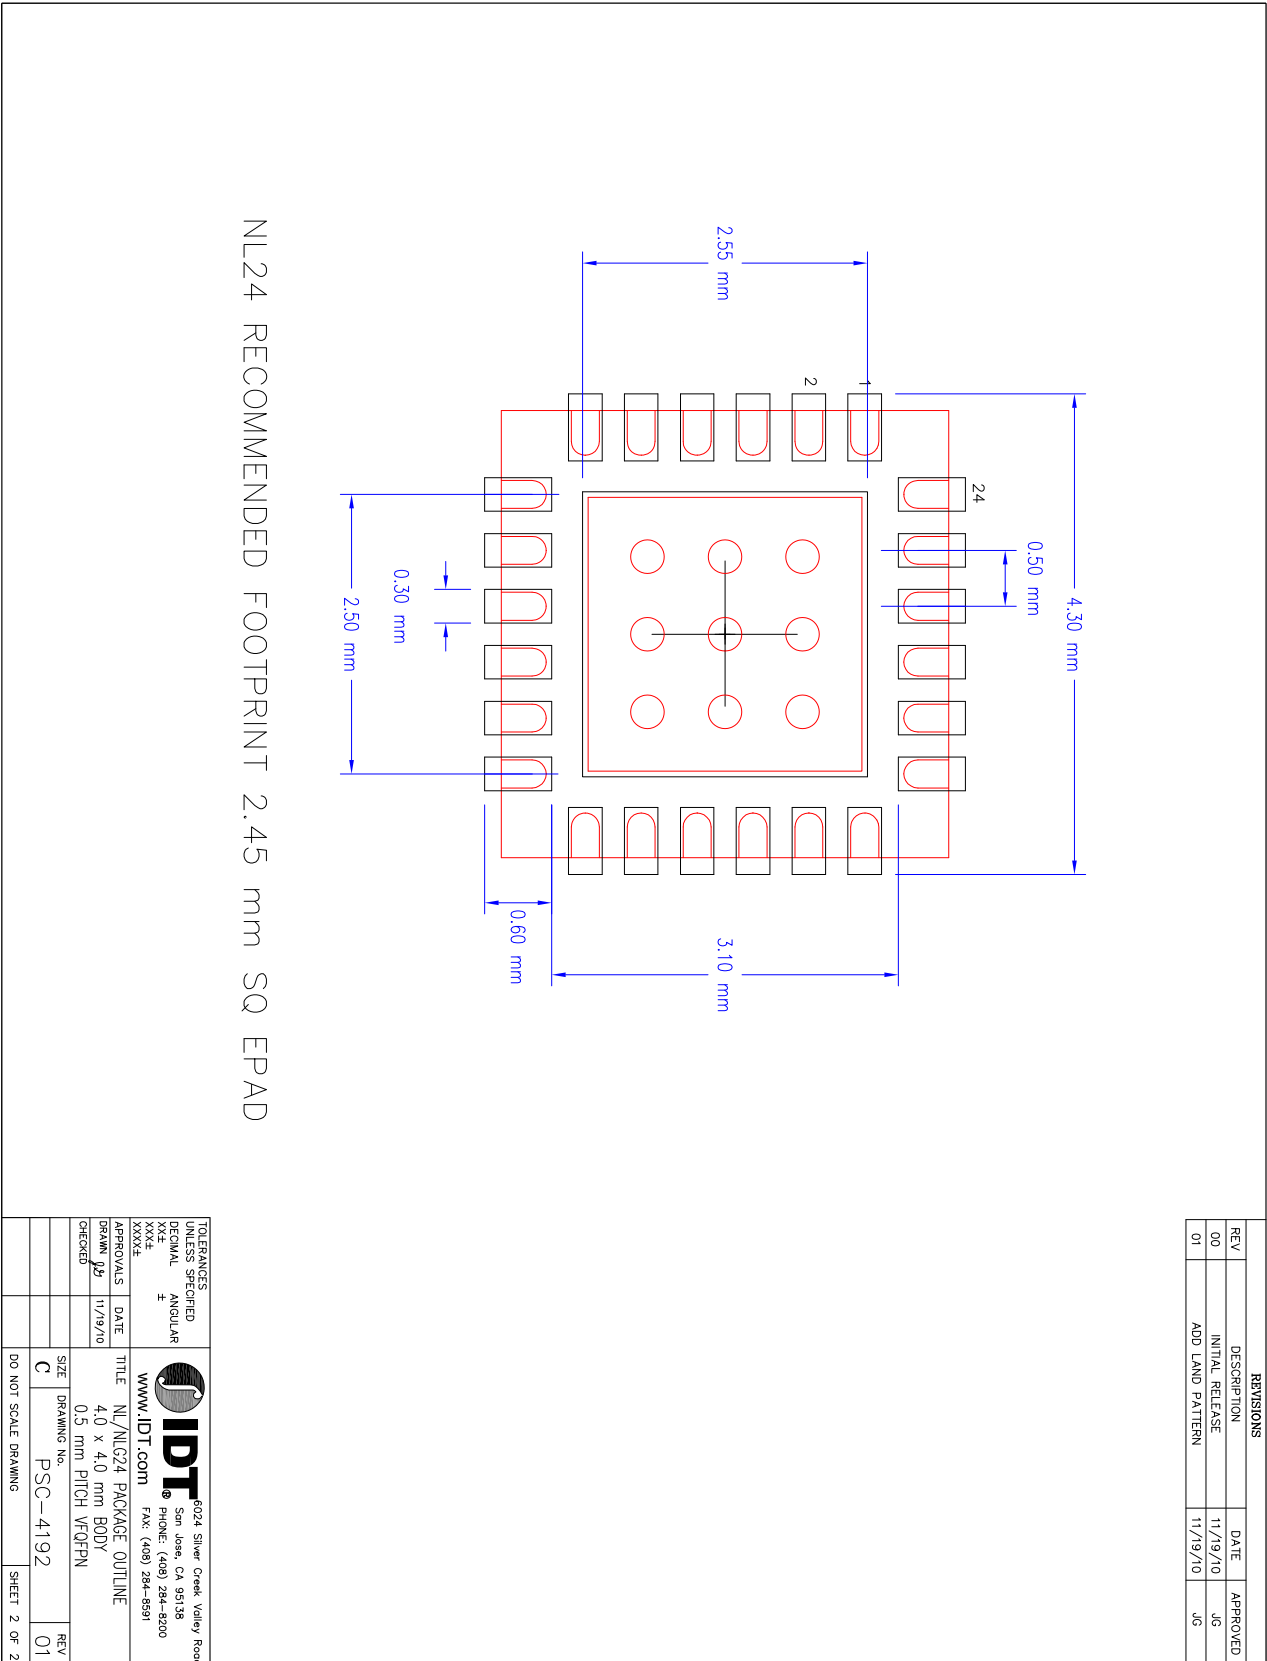 REVISIONS
REV DESCRIPTION DATE APPROVED
00 INITIAL RELEASE 11/19/10 JG
01 ADD LAND PATTERN 11/19/10 JG
4.30 mm
0.50 mm
24
1
2
2.55 mm
3.10 mm
0.60 mm
0.30 mm
2.50 mm
NL24 RECOMMENDED FOOTPRINT 2.45 mm SQ EPAD
TOLERANCES
UNLESS SPECIFIED
DECIMAL ANGULAR
XX± ±
XXX±
XXXX±
APPROVALS DATE
DRAWN 11/19/10
CHECKED
IDT®
www.IDT.com
6024 Silver Creek Valley Road
San Jose, CA 95138
PHONE: (408) 284-8200
FAX: (408) 284-8591
TITLE NL/NLG24 PACKAGE OUTLINE
4.0 x 4.0 mm BODY
0.5 mm PITCH VFQFPN
SIZE DRAWING No. REV
C PSC-4192 01
DO NOT SCALE DRAWING SHEET 2 OF 2